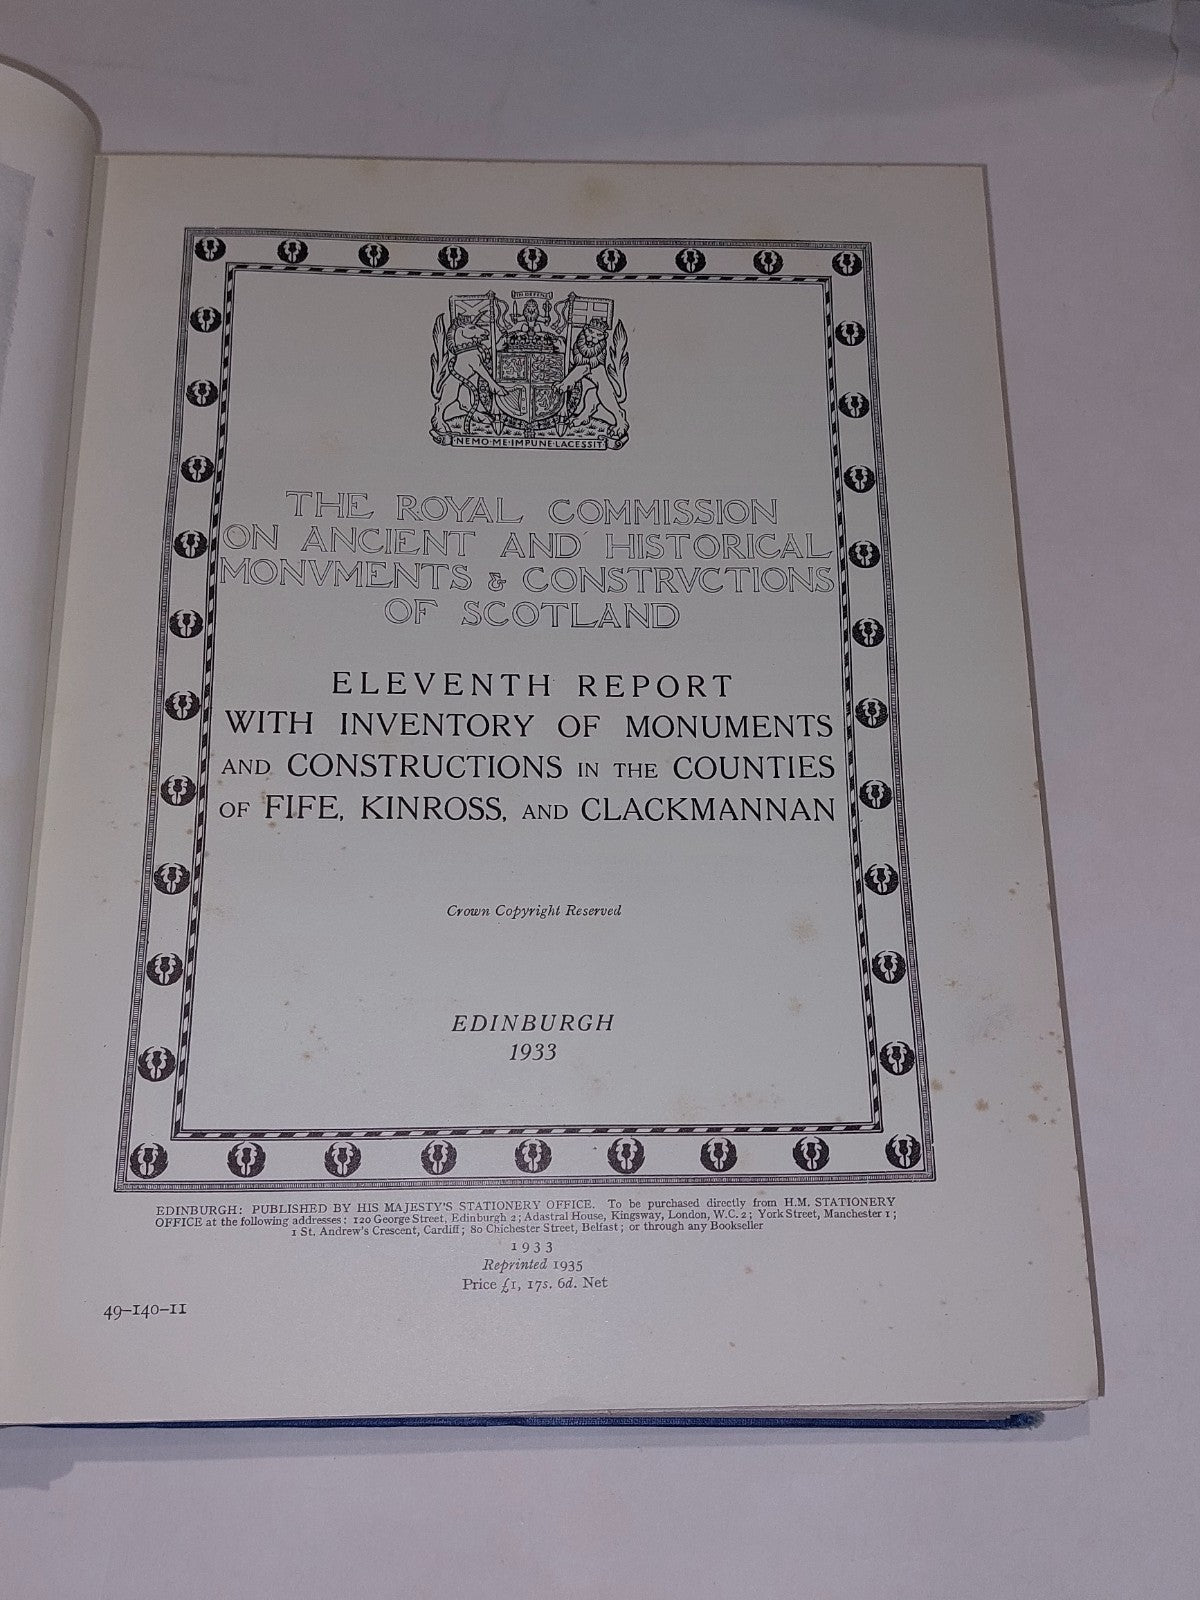 IN DEFENS
NEMO·ME·IMPUNE·LACESSIT
THE ROYAL COMMISSION
ON ANCIENT AND HISTORICAL
MONVMENTS & CONSTRVCTIONS
OF SCOTLAND
ELEVENTH REPORT
WITH INVENTORY OF MONUMENTS
AND CONSTRUCTIONS IN THE COUNTIES
OF FIFE, KINROSS, AND CLACKMANNAN
Crown Copyright Reserved
EDINBURGH
1933
EDINBURGH: PUBLISHED BY HIS MAJESTY'S STATIONERY OFFICE. To be purchased directly from H.M. STATIONERY
OFFICE at the following addresses: 120 George Street, Edinburgh 2; Adastral House, Kingsway, London, W.C. 2; York Street, Manchester 1;
1 St. Andrew's Crescent, Cardiff; 80 Chichester Street, Belfast; or through any Bookseller
1933
Reprinted 1935
Price £1, 17s. 6d. Net
49-140-11